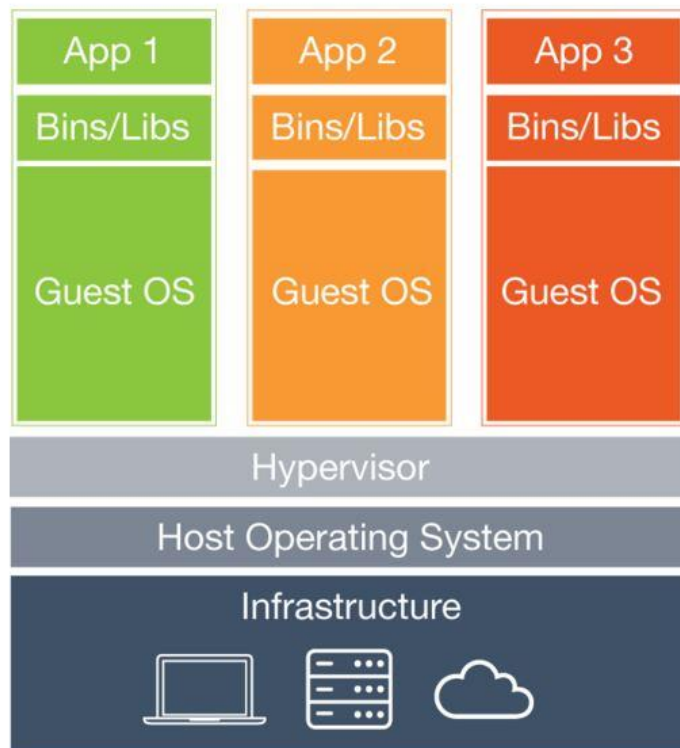 App 1
App 2
App 3
Bins/Libs
Bins/Libs
Bins/Libs
Guest OS
Guest OS
Guest OS
Hypervisor
Host Operating System
Infrastructure